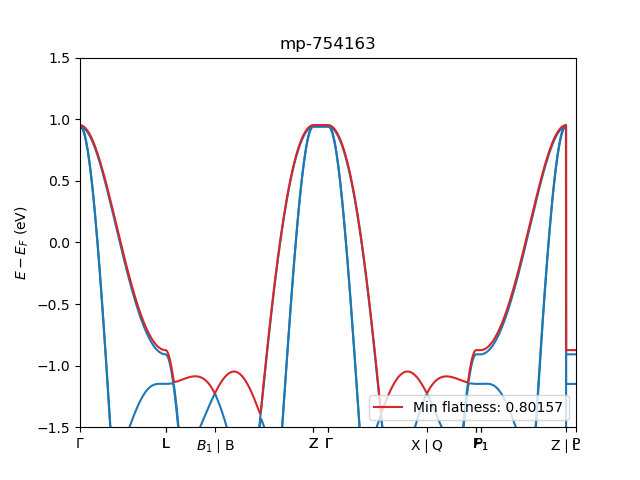 mp-754163
1.5
1.0
0.5
0.0
−0.5
−1.0
−1.5
E − E_F (eV)
Min flatness: 0.80157
Γ L B₁ | B Z Γ X | Q P₁ Z | L P